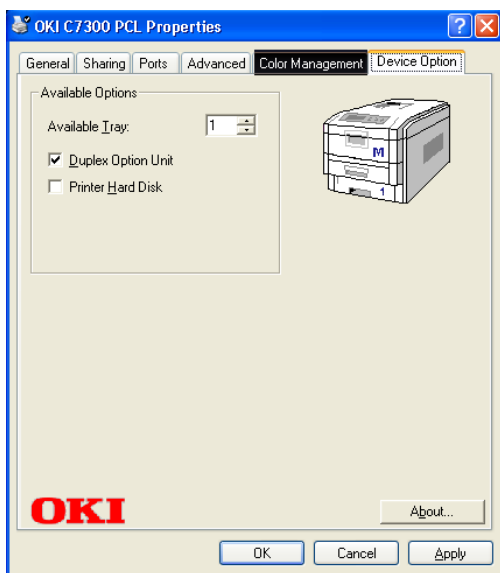 OKI C7300 PCL Properties
General Sharing Ports Advanced Color Management Device Option
Available Options
Available Tray: 1
Duplex Option Unit
Printer Hard Disk
M
1
OKI
About...
OK Cancel Apply